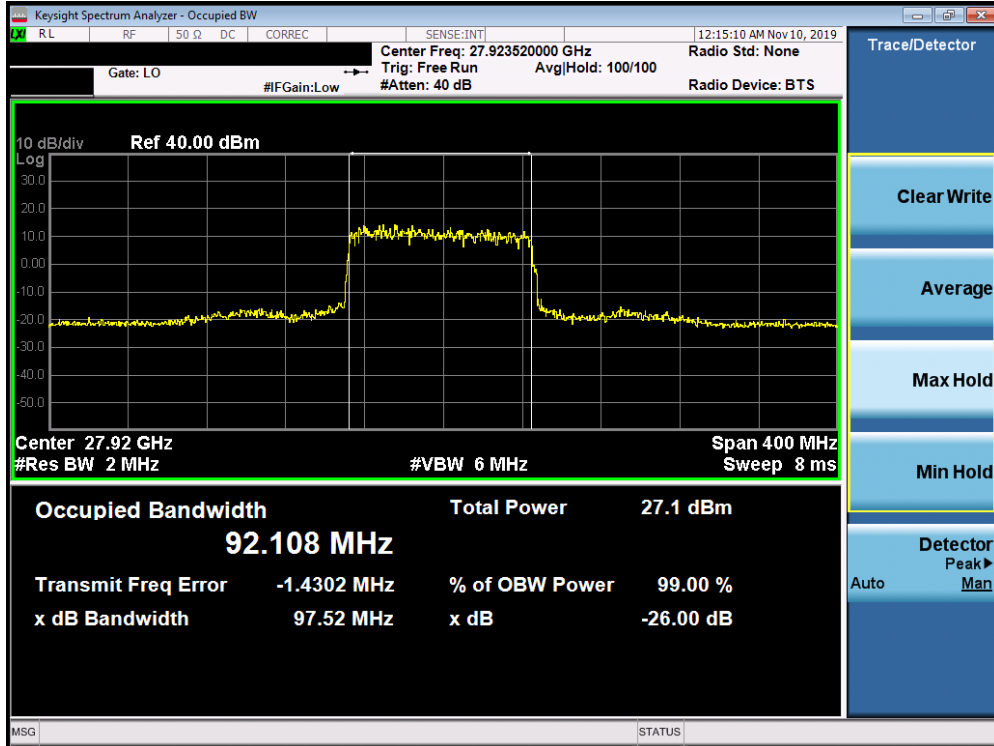 Keysight Spectrum Analyzer - Occupied BW
LXI RL RF 50 Ω DC CORREC SENSE:INT 12:15:10 AM Nov 10, 2019
Center Freq: 27.923520000 GHz Radio Std: None
Gate: LO Trig: Free Run Avg|Hold: 100/100
#IFGain:Low #Atten: 40 dB Radio Device: BTS
10 dB/div Ref 40.00 dBm
Log
30.0
20.0
10.0
0.00
-10.0
-20.0
-30.0
-40.0
-50.0
Center 27.92 GHz Span 400 MHz
#Res BW 2 MHz #VBW 6 MHz Sweep 8 ms
Occupied Bandwidth Total Power 27.1 dBm
92.108 MHz
Transmit Freq Error -1.4302 MHz % of OBW Power 99.00 %
x dB Bandwidth 97.52 MHz x dB -26.00 dB
MSG STATUS
Trace/Detector
Clear Write
Average
Max Hold
Min Hold
Detector
Peak▶
Auto Man